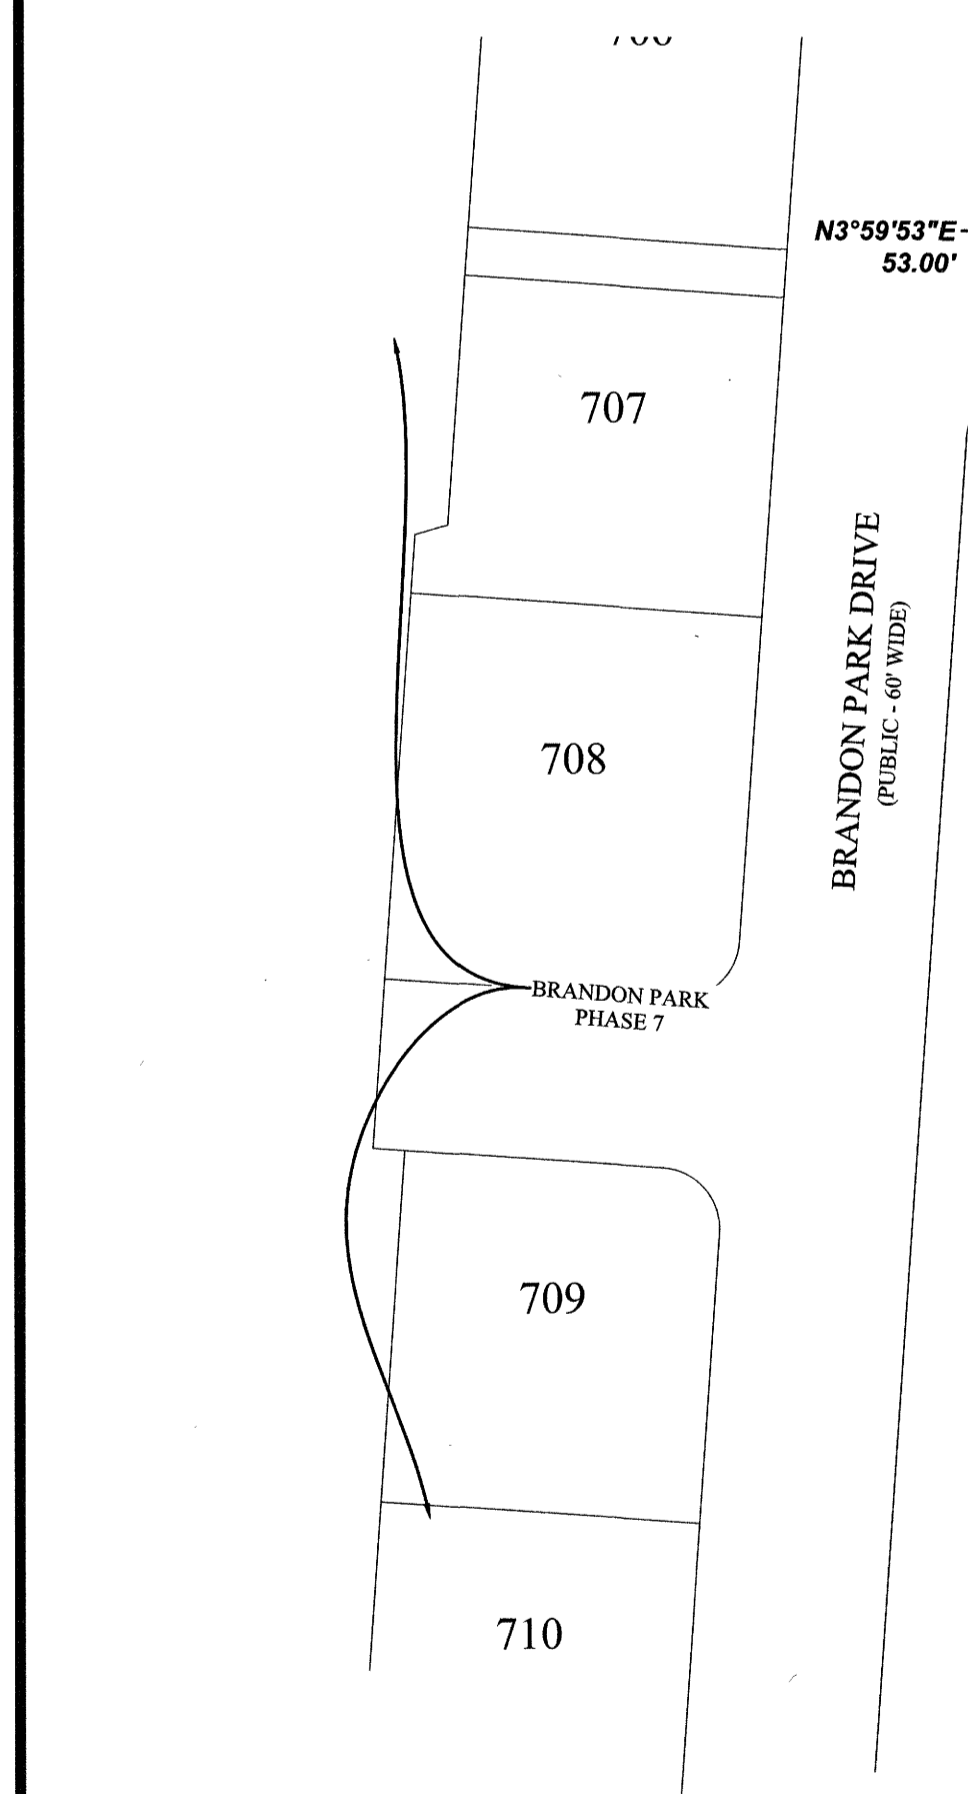 N3°59'53"E
53.00'
707
BRANDON PARK DRIVE
(PUBLIC - 60' WIDE)
708
BRANDON PARK
PHASE 7
709
710